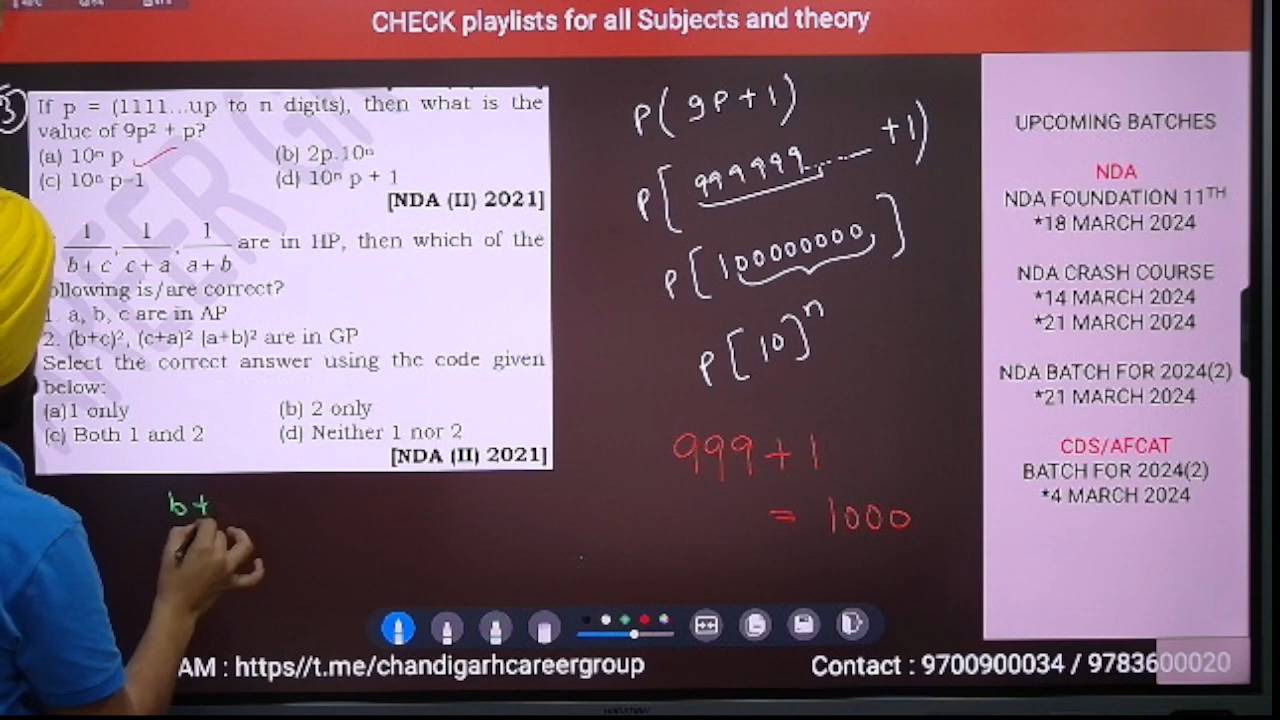 CHECK playlists for all Subjects and theory
3
If p = (1111...up to n digits), then what is the
value of 9p² + p?
(a) 10ⁿ p (b) 2p.10ⁿ
(c) 10ⁿ p-1 (d) 10ⁿ p + 1
[NDA (II) 2021]
1/(b+c), 1/(c+a), 1/(a+b) are in HP, then which of the
following is/are correct?
1. a, b, c are in AP
2. (b+c)², (c+a)² (a+b)² are in GP
Select the correct answer using the code given
below:
(a)1 only (b) 2 only
(c) Both 1 and 2 (d) Neither 1 nor 2
[NDA (II) 2021]
b+
P(9P+1)
P[999999...... +1)
P[100000000]
P[10]ⁿ
999+1
= 1000
UPCOMING BATCHES
NDA
NDA FOUNDATION 11TH
*18 MARCH 2024
NDA CRASH COURSE
*14 MARCH 2024
*21 MARCH 2024
NDA BATCH FOR 2024(2)
*21 MARCH 2024
CDS/AFCAT
BATCH FOR 2024(2)
*4 MARCH 2024
AM : https//t.me/chandigarhcareergroup
Contact : 9700900034 / 9783600020